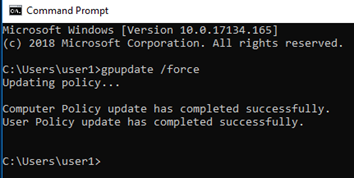 Command Prompt
Microsoft Windows [Version 10.0.17134.165]
(c) 2018 Microsoft Corporation. All rights reserved.
C:\Users\user1>gpupdate /force
Updating policy...
Computer Policy update has completed successfully.
User Policy update has completed successfully.
C:\Users\user1>